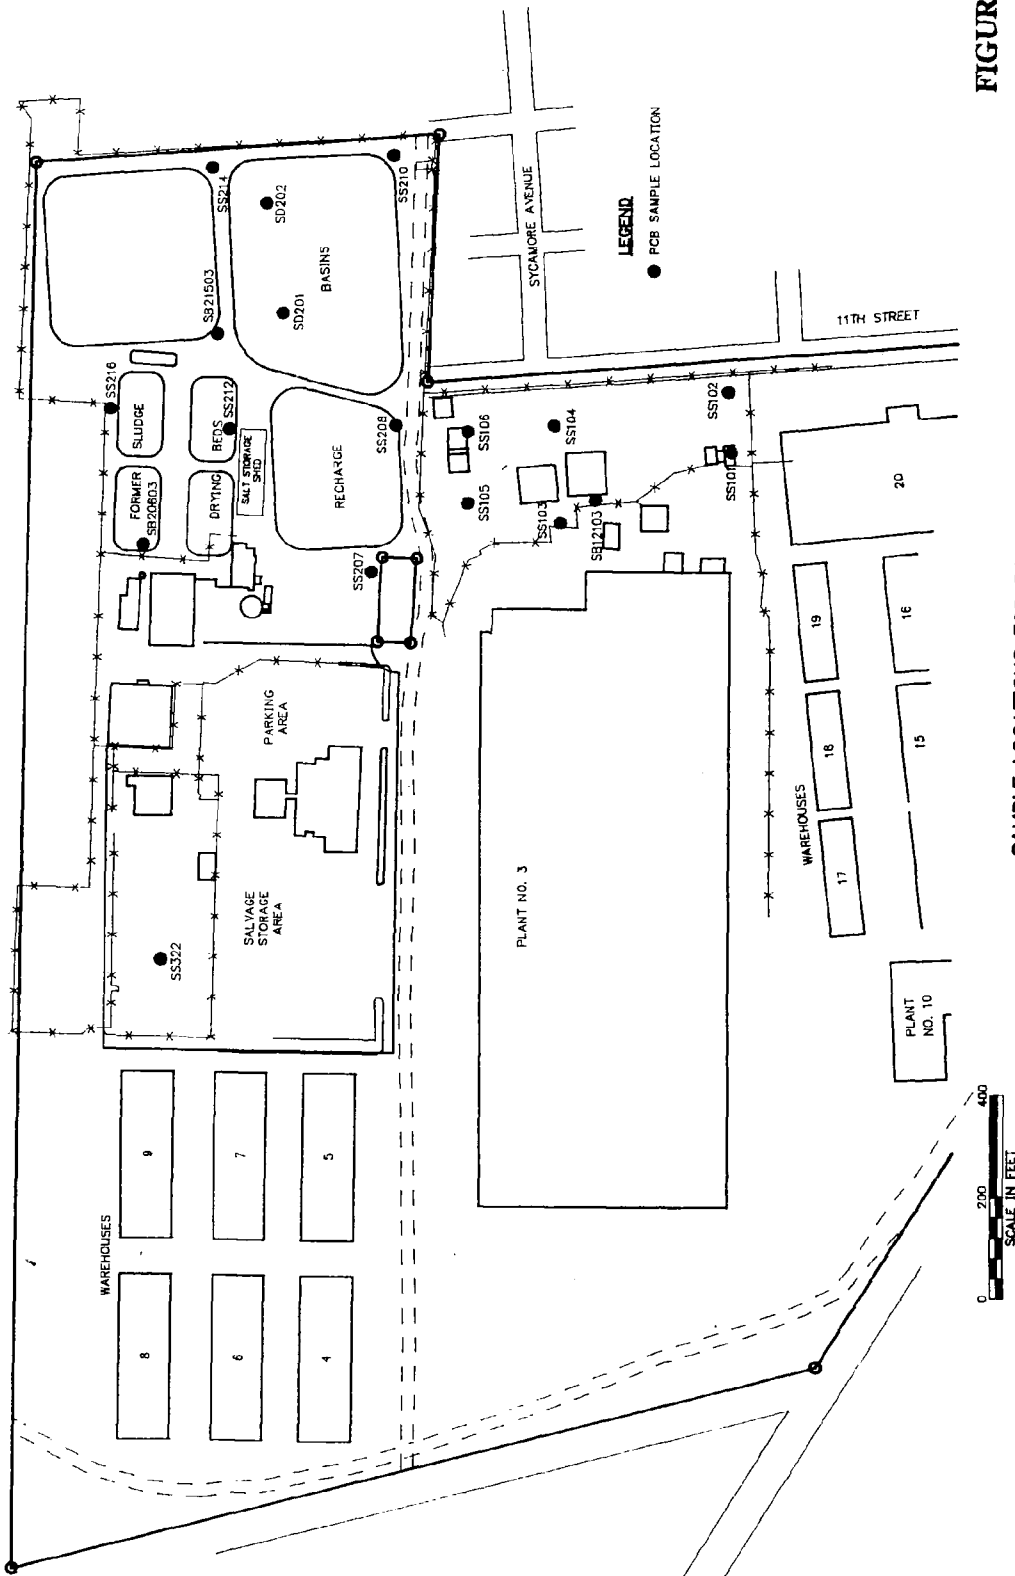 FIGUR
SYCAMORE AVENUE
11TH STREET
LEGEND
PCB SAMPLE LOCATION
SS214
SD202
SS210
SB21503
SD201
BASINS
SS216
SLUDGE
BEDS
SS212
SS208
FORMER
SB20603
DRYING
SALT STORAGE
SHED
RECHARGE
SS207
SS106
SS105
SS104
SS103
SB12103
SS102
SS101
20
19
16
18
15
17
WAREHOUSES
PARKING
AREA
SALVAGE
STORAGE
AREA
SS322
PLANT NO. 3
PLANT
NO. 10
WAREHOUSES
9
7
5
8
6
4
0 200 400
SCALE IN FEET